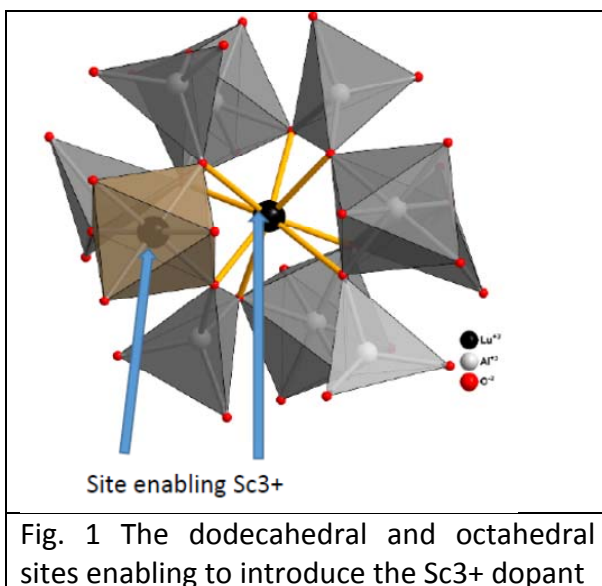 Lu+3
Al+3
O-2
Site enabling Sc3+
Fig. 1 The dodecahedral and octahedral
sites enabling to introduce the Sc3+ dopant